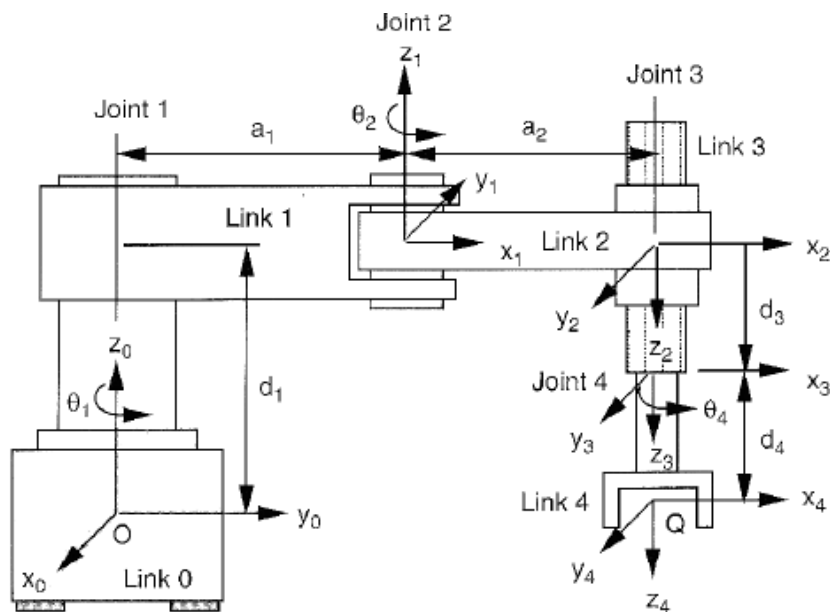 Joint 2
z₁
Joint 3
Joint 1
θ₂
a₁
a₂
Link 3
y₁
Link 1
x₁
Link 2
x₂
y₂
z₂
d₃
z₀
d₁
θ₁
Joint 4
x₃
θ₄
y₃
z₃
d₄
Link 4
x₄
O
y₀
Q
x₀
Link 0
y₄
z₄